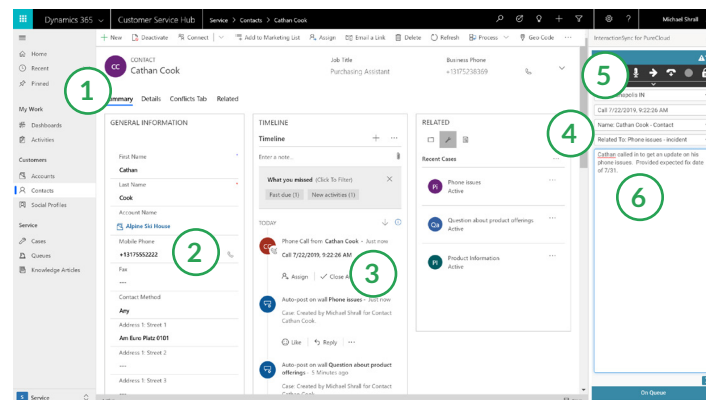 Dynamics 365
Customer Service Hub
Service > Contacts > Cathan Cook
Michael Shrall
New
Deactivate
Connect
Add to Marketing List
Assign
Email a Link
Delete
Refresh
Process
Geo Code
InteractionSync for PureCloud
Home
Recent
Pinned
My Work
Dashboards
Activities
Customers
Accounts
Contacts
Social Profiles
Service
Cases
Queues
Knowledge Articles
S Service
CC
CONTACT
Cathan Cook
Job Title
Purchasing Assistant
Business Phone
+13175238369
1
Details
Conflicts Tab
Related
GENERAL INFORMATION
First Name
Cathan
Last Name
Cook
Account Name
Alpine Ski House
Mobile Phone
+13175552222
2
Fax
---
Contact Method
Any
Address 1: Street 1
Am Euro Platz 0101
Address 1: Street 2
---
Address 1: Street 3
TIMELINE
Timeline
Enter a note...
What you missed (Click To Filter)
Past due (3)
New activities (1)
TODAY
Phone Call from Cathan Cook - Just now
Call 7/22/2019, 9:22:26 AM
Assign
Close
3
Auto-post on wall Phone issues - Just now
Case: Created by Michael Shrall for Contact
Cathan Cook
Like
Reply
Auto-post on wall Question about product
offerings - 5 Minutes ago
Case: Created by Michael Shrall for Contact
RELATED
4
Recent Cases
Pi
Phone issues
Active
Qa
Question about product offerings
Active
PI
Product Information
Active
5
IN
Call 7/22/2019, 9:22:26 AM
Name: Cathan Cook - Contact
Related To: Phone issues - Incident
Cathan called in to get an update on his
phone issues. Provided expected fix date
of 7/31.
6
On Queue